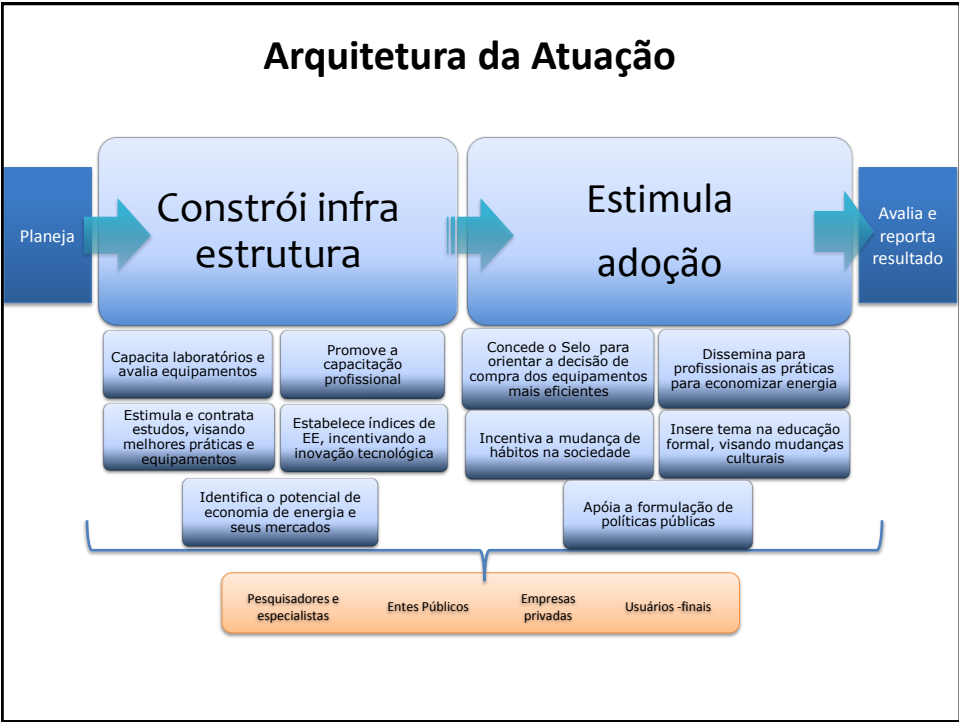 Arquitetura da Atuação
Planeja
Constrói infra
estrutura
Estimula
adoção
Avalia e
reporta
resultado
Capacita laboratórios e
avalia equipamentos
Promove a
capacitação
profissional
Concede o Selo para
orientar a decisão de
compra dos equipamentos
mais eficientes
Dissemina para
profissionais as práticas
para economizar energia
Estimula e contrata
estudos, visando
melhores práticas e
equipamentos
Estabelece índices de
EE, incentivando a
inovação tecnológica
Incentiva a mudança de
hábitos na sociedade
Insere tema na educação
formal, visando mudanças
culturais
Identifica o potencial de
economia de energia e
seus mercados
Apóia a formulação de
políticas públicas
Pesquisadores e
especialistas
Entes Públicos
Empresas
privadas
Usuários -finais